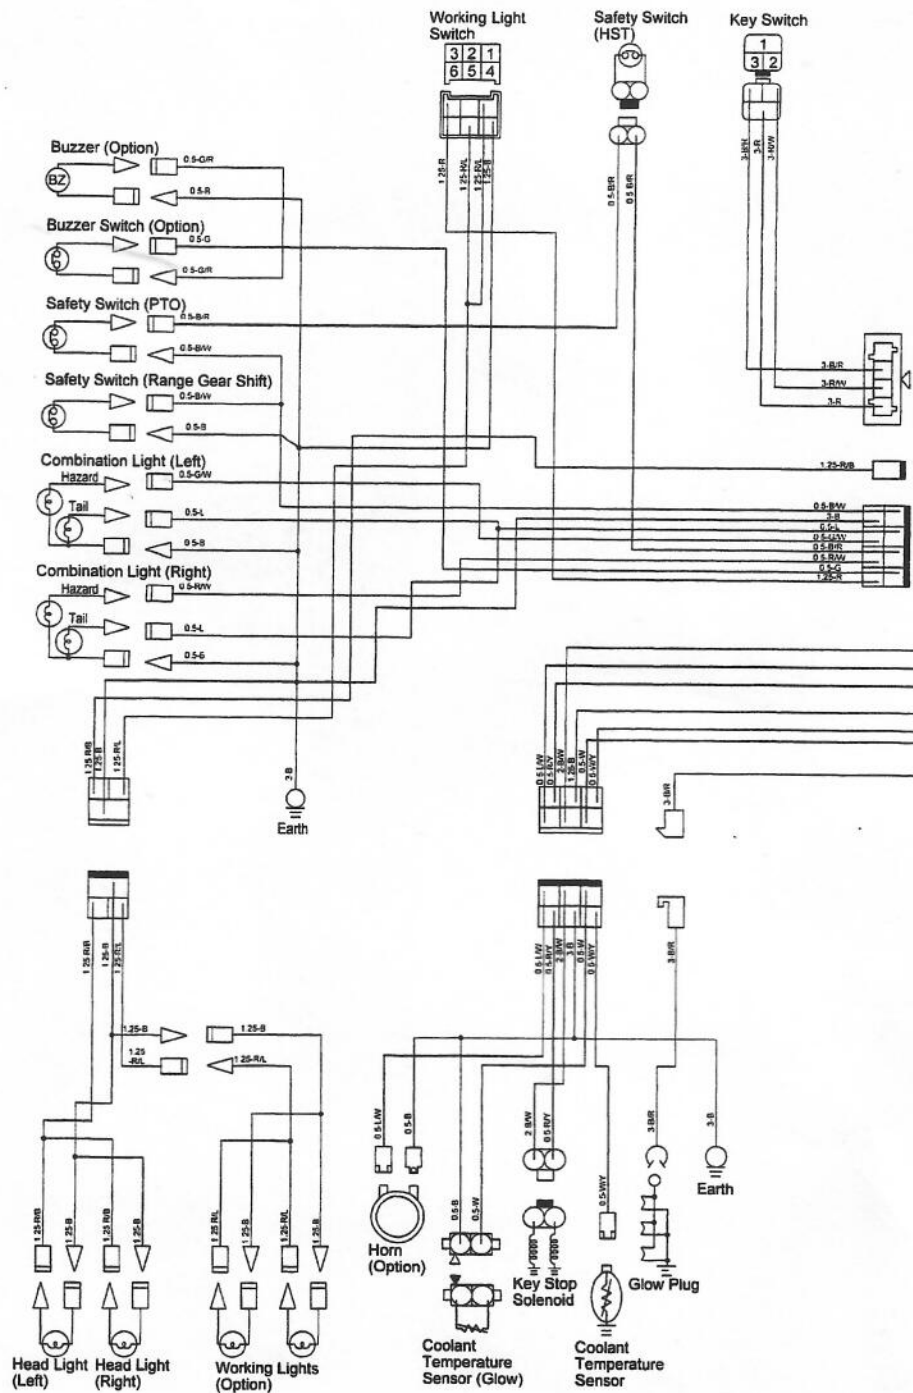 Working Light
Switch
3 2 1
6 5 4
Safety Switch
(HST)
Key Switch
1
3 2
1.25-R
1.25-R/L
1.25-R/L
1.25-B
0.5-B/R
0.5 B/R
3-R
3-R/W
Buzzer (Option)
BZ
0.5-G/R
0.5-R
Buzzer Switch (Option)
0.5-G
0.5-G/R
Safety Switch (PTO)
0.5-B/R
0.5-B/W
Safety Switch (Range Gear Shift)
0.5-B/W
0.5-B
3-B/R
3-R/W
3-R
1.25-R/B
Combination Light (Left)
Hazard
0.5-G/W
Tail
0.5-L
0.5-B
0.5-B/W
3-B
0.5-L
0.5-G/W
0.5-B/R
0.5-R/W
0.5-G
1.25-R
Combination Light (Right)
Hazard
0.5-R/W
Tail
0.5-L
1.25 R/B
1.25-B
1.25-R/L
3-B
Earth
0.5 L/W
0.5-R/Y
2-B/W
1.25-B
0.5-W
0.5-W/Y
3-B/R
1.25 R/B
1.25-B
1.25-R/L
0.5-L/W
0.5-R/Y
2-B/W
3-B
0.5-W
0.5-W/Y
3-B/R
1.25-B
1.25-B
1.25
-R/L
1.25-R/L
0.5-L/W
0.5-B
0.5-B
0.5-W
2 B/W
0.5 R/Y
0.5-W/Y
3-B/R
3-B
Earth
1.25-R/B
1.25-B
1.25 R/B
1.25-B
1.25 R/L
1.25-B
1.25-R/L
1.25 B
Horn
(Option)
Key Stop
Solenoid
Glow Plug
Head Light
(Left)
Head Light
(Right)
Working Lights
(Option)
Coolant
Temperature
Sensor (Glow)
Coolant
Temperature
Sensor